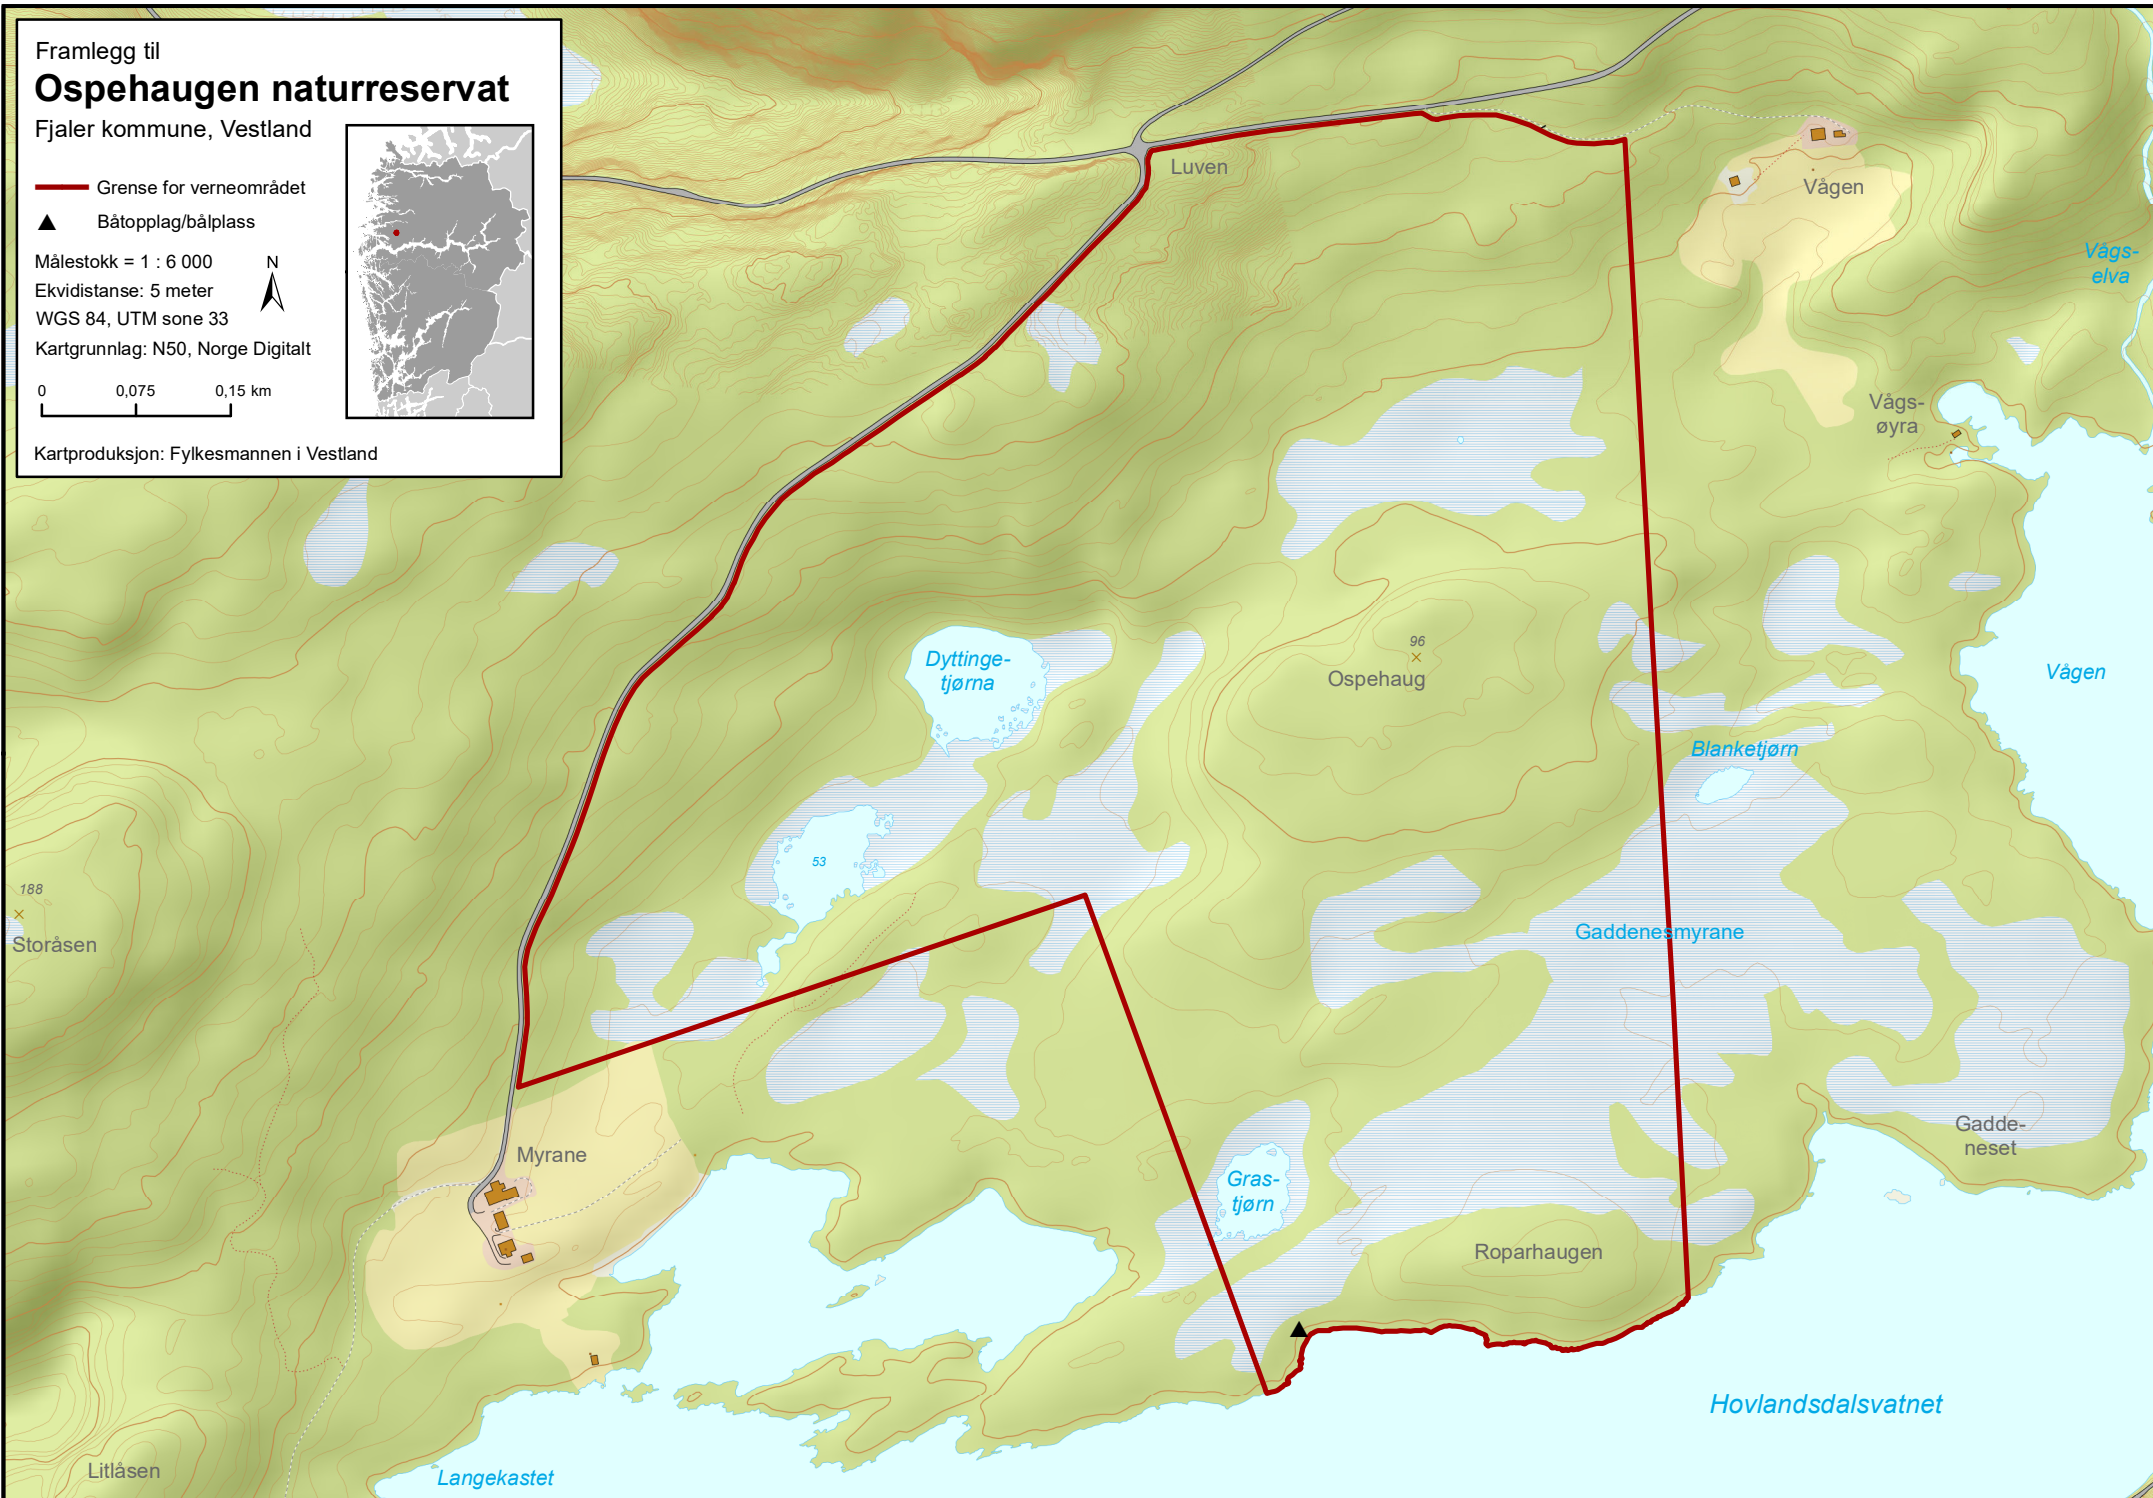 Framlegg til
Ospehaugen naturreservat
Fjaler kommune, Vestland
Grense for verneområdet
Båtopplag/bålplass
Målestokk = 1 : 6 000
N
Ekvidistanse: 5 meter
WGS 84, UTM sone 33
Kartgrunnlag: N50, Norge Digitalt
0 0,075 0,15 km
Kartproduksjon: Fylkesmannen i Vestland
Luven
Vågen
Vågs-
elva
Vågs-
øyra
Dyttinge-
tjørna
96
Ospehaug
Vågen
Blanketjørn
53
188
Storåsen
Gaddenesmyrane
Gadde-
neset
Myrane
Gras-
tjørn
Roparhaugen
Hovlandsdalsvatnet
Litlåsen
Langekastet